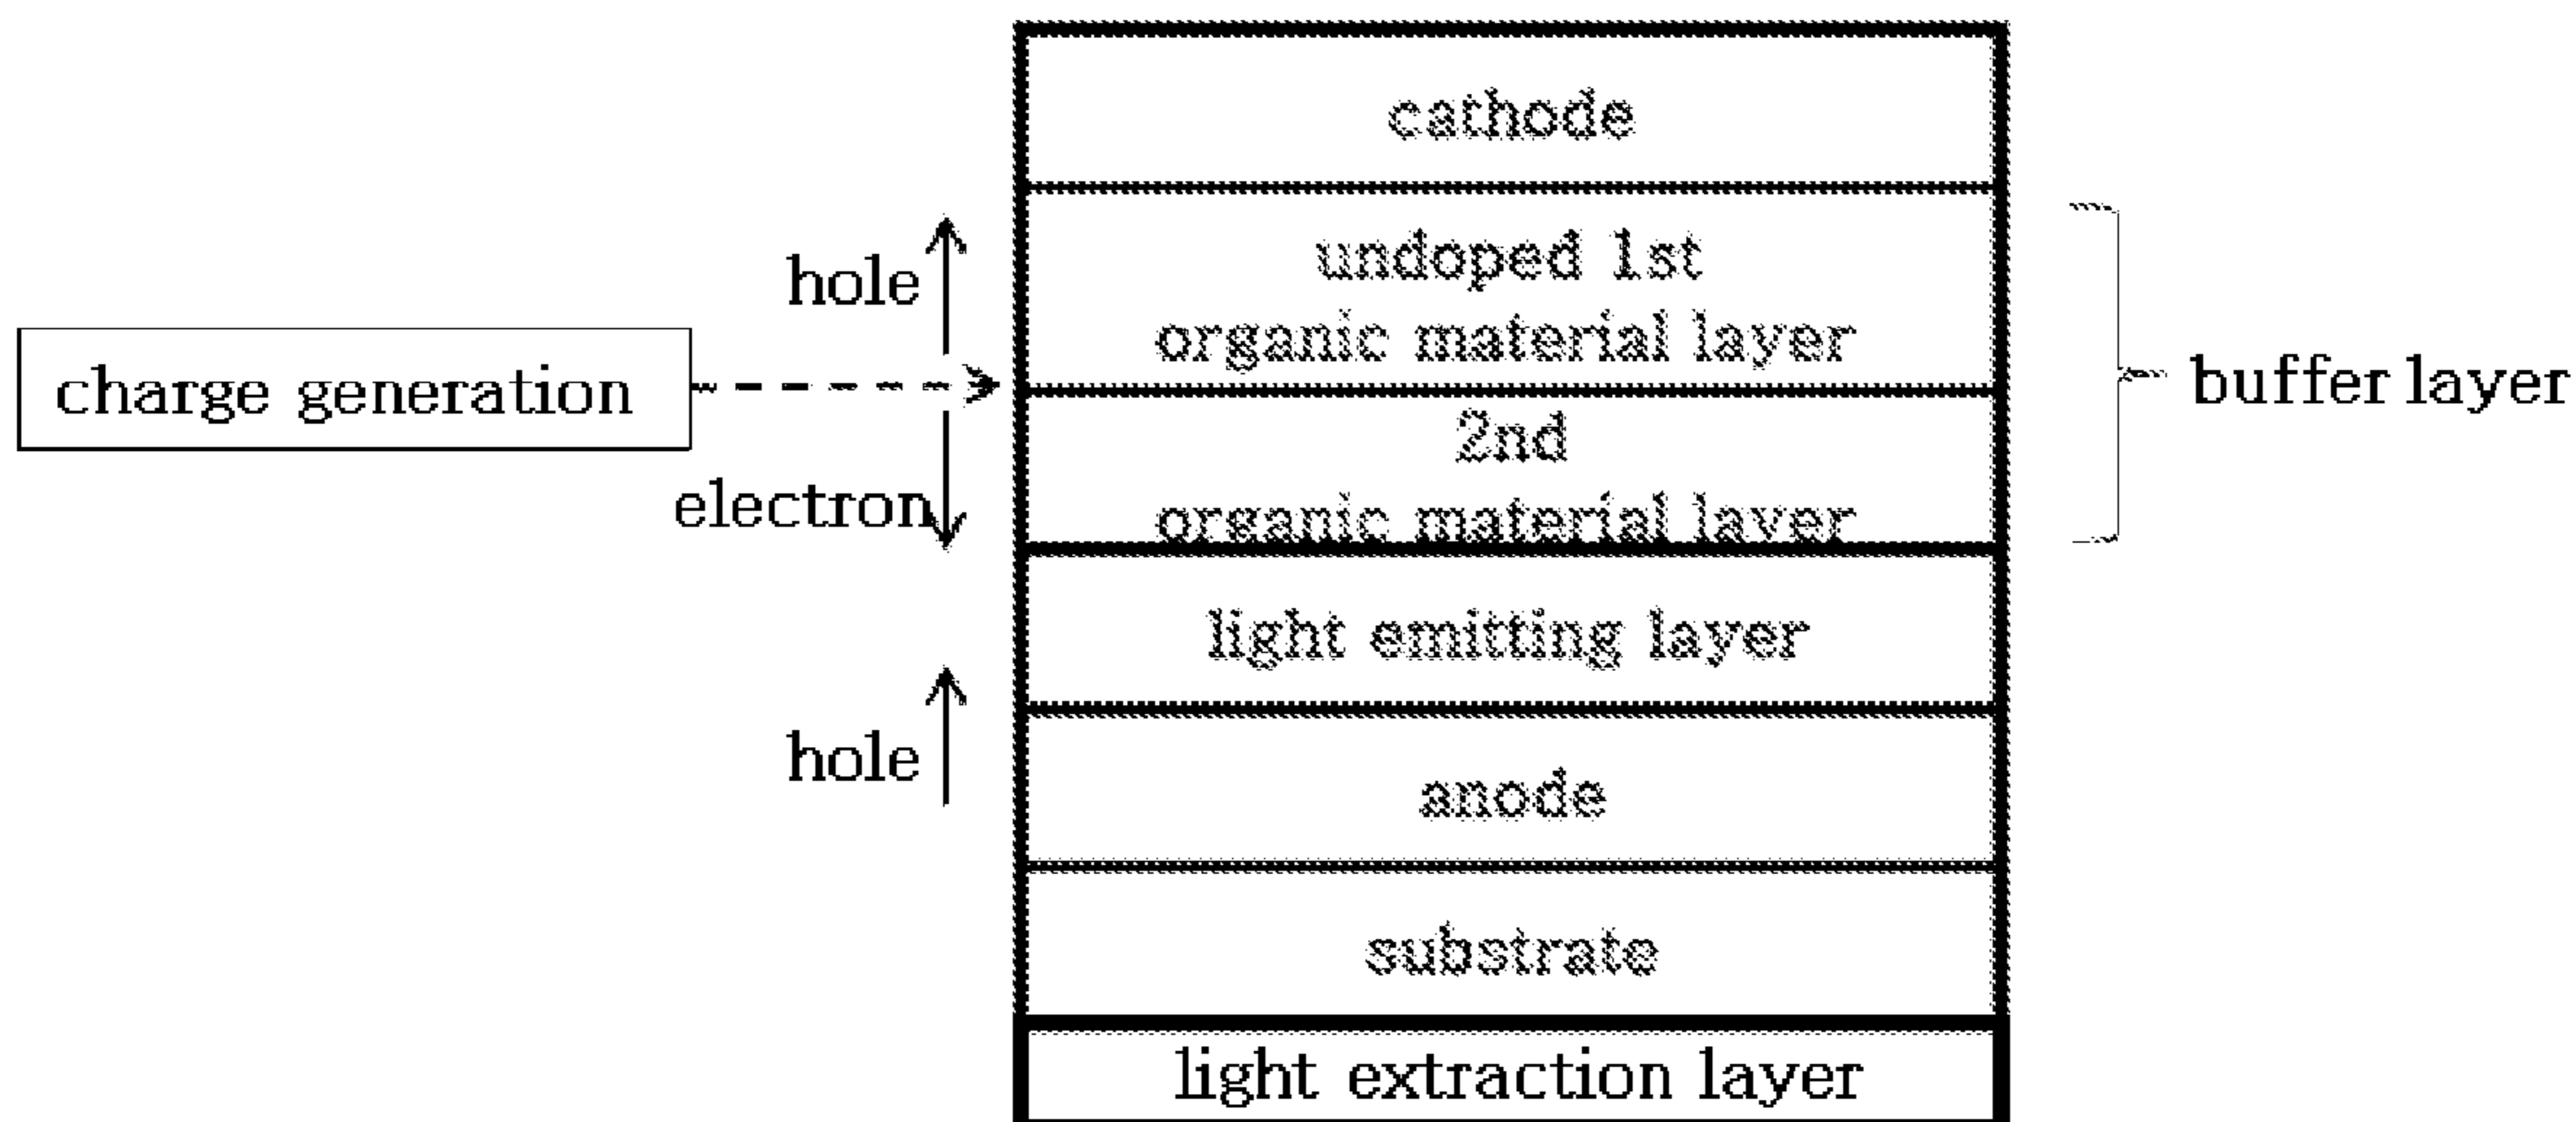 cathode
hole
undoped 1st
organic material layer
charge generation
buffer layer
2nd
organic material layer
electron
light emitting layer
hole
anode
substrate
light extraction layer